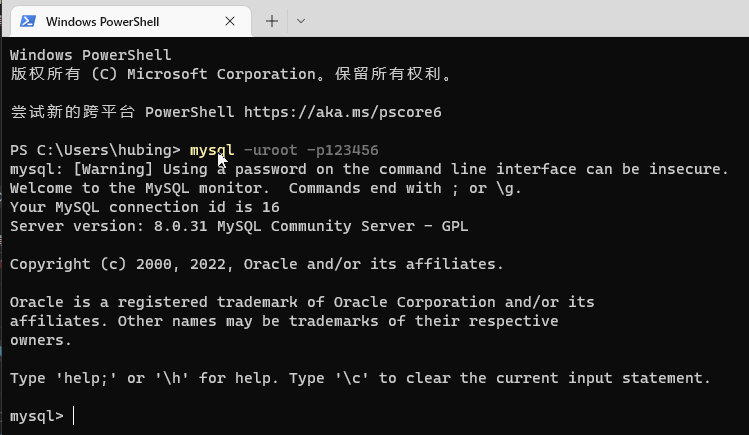 Windows PowerShell
Windows PowerShell
版权所有 (C) Microsoft Corporation。保留所有权利。
尝试新的跨平台 PowerShell https://aka.ms/pscore6
PS C:\Users\hubing> mysql -uroot -p123456
mysql: [Warning] Using a password on the command line interface can be insecure.
Welcome to the MySQL monitor.  Commands end with ; or \g.
Your MySQL connection id is 16
Server version: 8.0.31 MySQL Community Server - GPL
Copyright (c) 2000, 2022, Oracle and/or its affiliates.
Oracle is a registered trademark of Oracle Corporation and/or its
affiliates. Other names may be trademarks of their respective
owners.
Type 'help;' or '\h' for help. Type '\c' to clear the current input statement.
mysql>